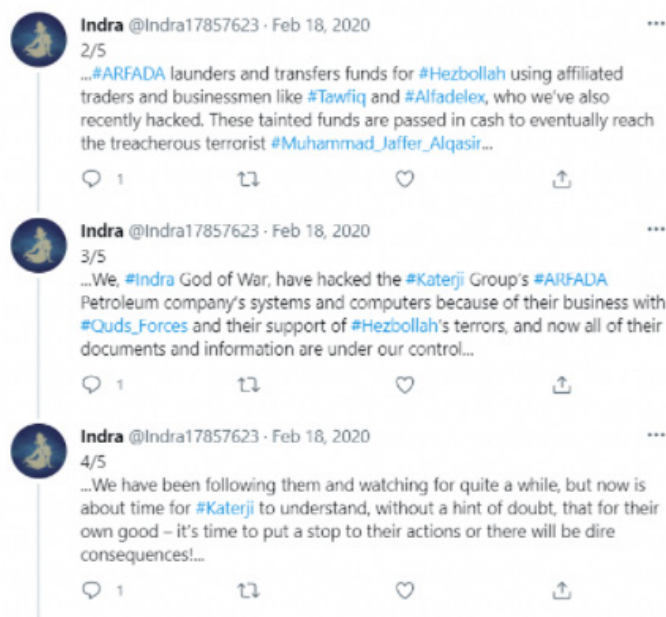 Indra @Indra17857623 · Feb 18, 2020
2/5
...#ARFADA launders and transfers funds for #Hezbollah using affiliated
traders and businessmen like #Tawfiq and #Alfadelex, who we've also
recently hacked. These tainted funds are passed in cash to eventually reach
the treacherous terrorist #Muhammad_Jaffer_Alqasir...
1
Indra @Indra17857623 · Feb 18, 2020
3/5
...We, #Indra God of War, have hacked the #Katerji Group's #ARFADA
Petroleum company's systems and computers because of their business with
#Quds_Forces and their support of #Hezbollah's terrors, and now all of their
documents and information are under our control...
1
Indra @Indra17857623 · Feb 18, 2020
4/5
...We have been following them and watching for quite a while, but now is
about time for #Katerji to understand, without a hint of doubt, that for their
own good – it's time to put a stop to their actions or there will be dire
consequences!...
1